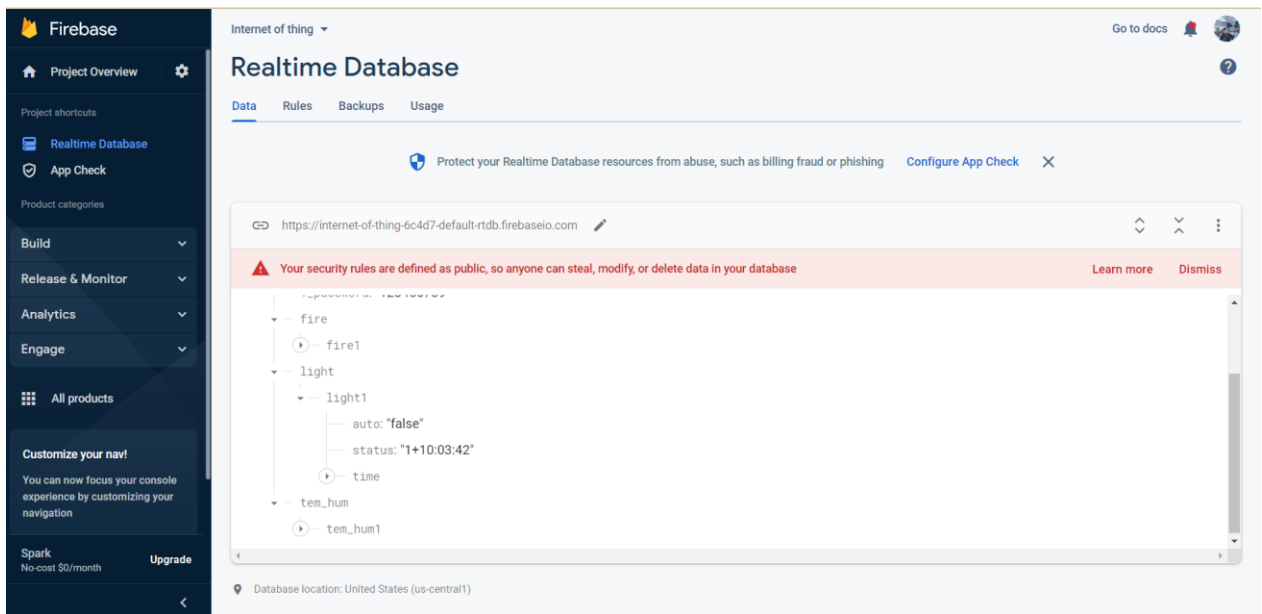 Firebase
Internet of thing
Go to docs
Project Overview
Realtime Database
Project shortcuts
Data Rules Backups Usage
Realtime Database
App Check
Protect your Realtime Database resources from abuse, such as billing fraud or phishing Configure App Check
Product categories
Build
https://internet-of-thing-6c4d7-default-rtdb.firebaseio.com
Release & Monitor
Your security rules are defined as public, so anyone can steal, modify, or delete data in your database Learn more Dismiss
Analytics
Engage
All products
fire
fire1
light
light1
auto: "false"
status: "1+10:03:42"
time
tem_hum
tem_hum1
Customize your nav!
You can now focus your console
experience by customizing your
navigation
Spark
No-cost $0/month
Upgrade
Database location: United States (us-central1)